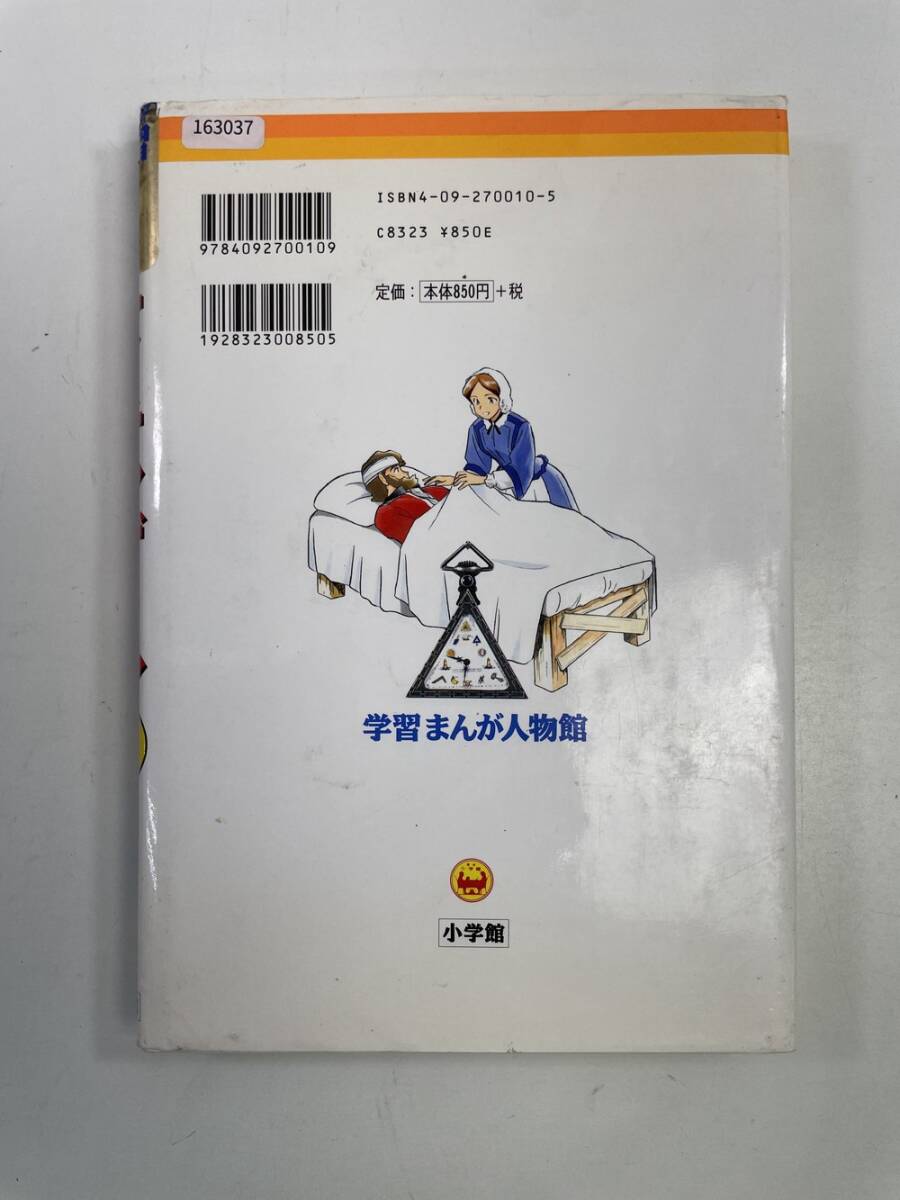 163037
ISBN4-09-270010-5
9784092700109
C8323 ¥850E
定価：本体850円+税
1928323008505
学習まんが人物館
小学館